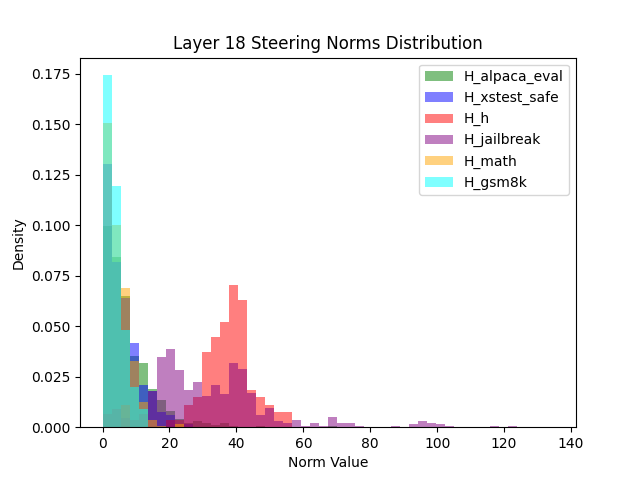 Layer 18 Steering Norms Distribution
0.175
0.150
0.125
0.100
0.075
0.050
0.025
0.000
Density
H_alpaca_eval
H_xstest_safe
H_h
H_jailbreak
H_math
H_gsm8k
0 20 40 60 80 100 120 140
Norm Value